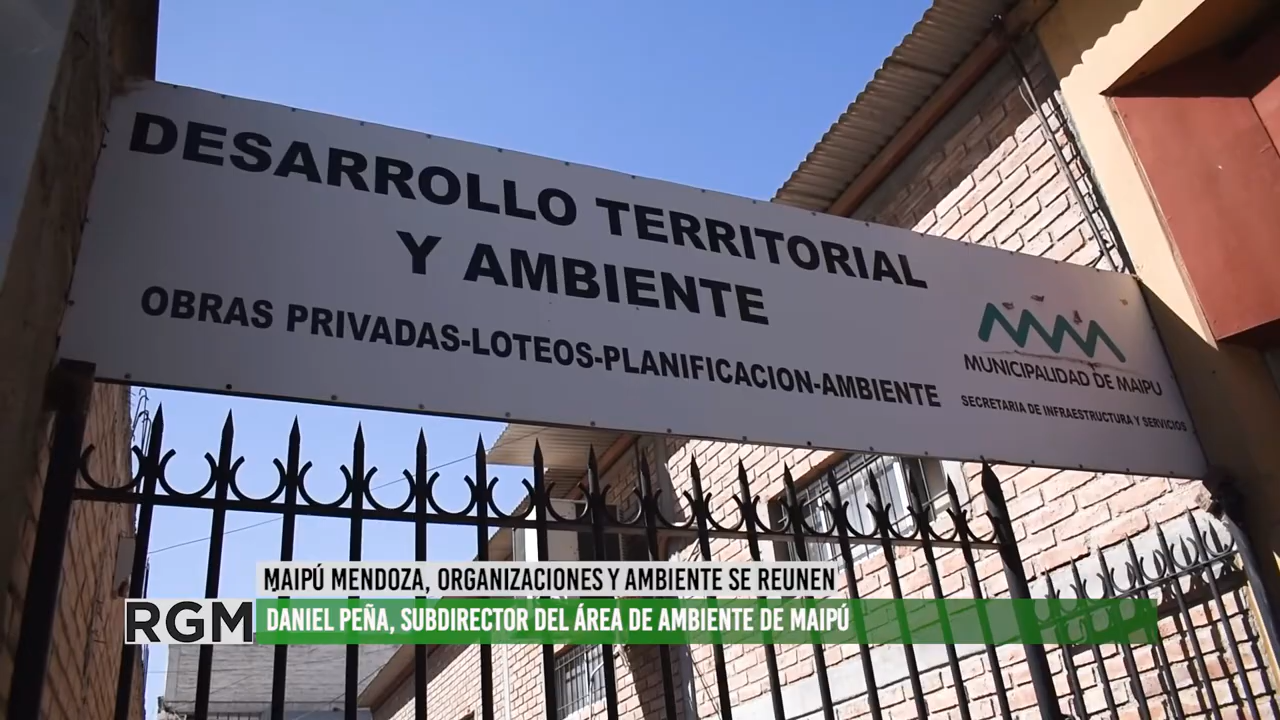 DESARROLLO TERRITORIAL
Y AMBIENTE
OBRAS PRIVADAS-LOTEOS-PLANIFICACION-AMBIENTE
MUNICIPALIDAD DE MAIPU
SECRETARIA DE INFRAESTRUCTURA Y SERVICIOS
MAIPÚ MENDOZA, ORGANIZACIONES Y AMBIENTE SE REUNEN
RGM
DANIEL PEÑA, SUBDIRECTOR DEL ÁREA DE AMBIENTE DE MAIPÚ